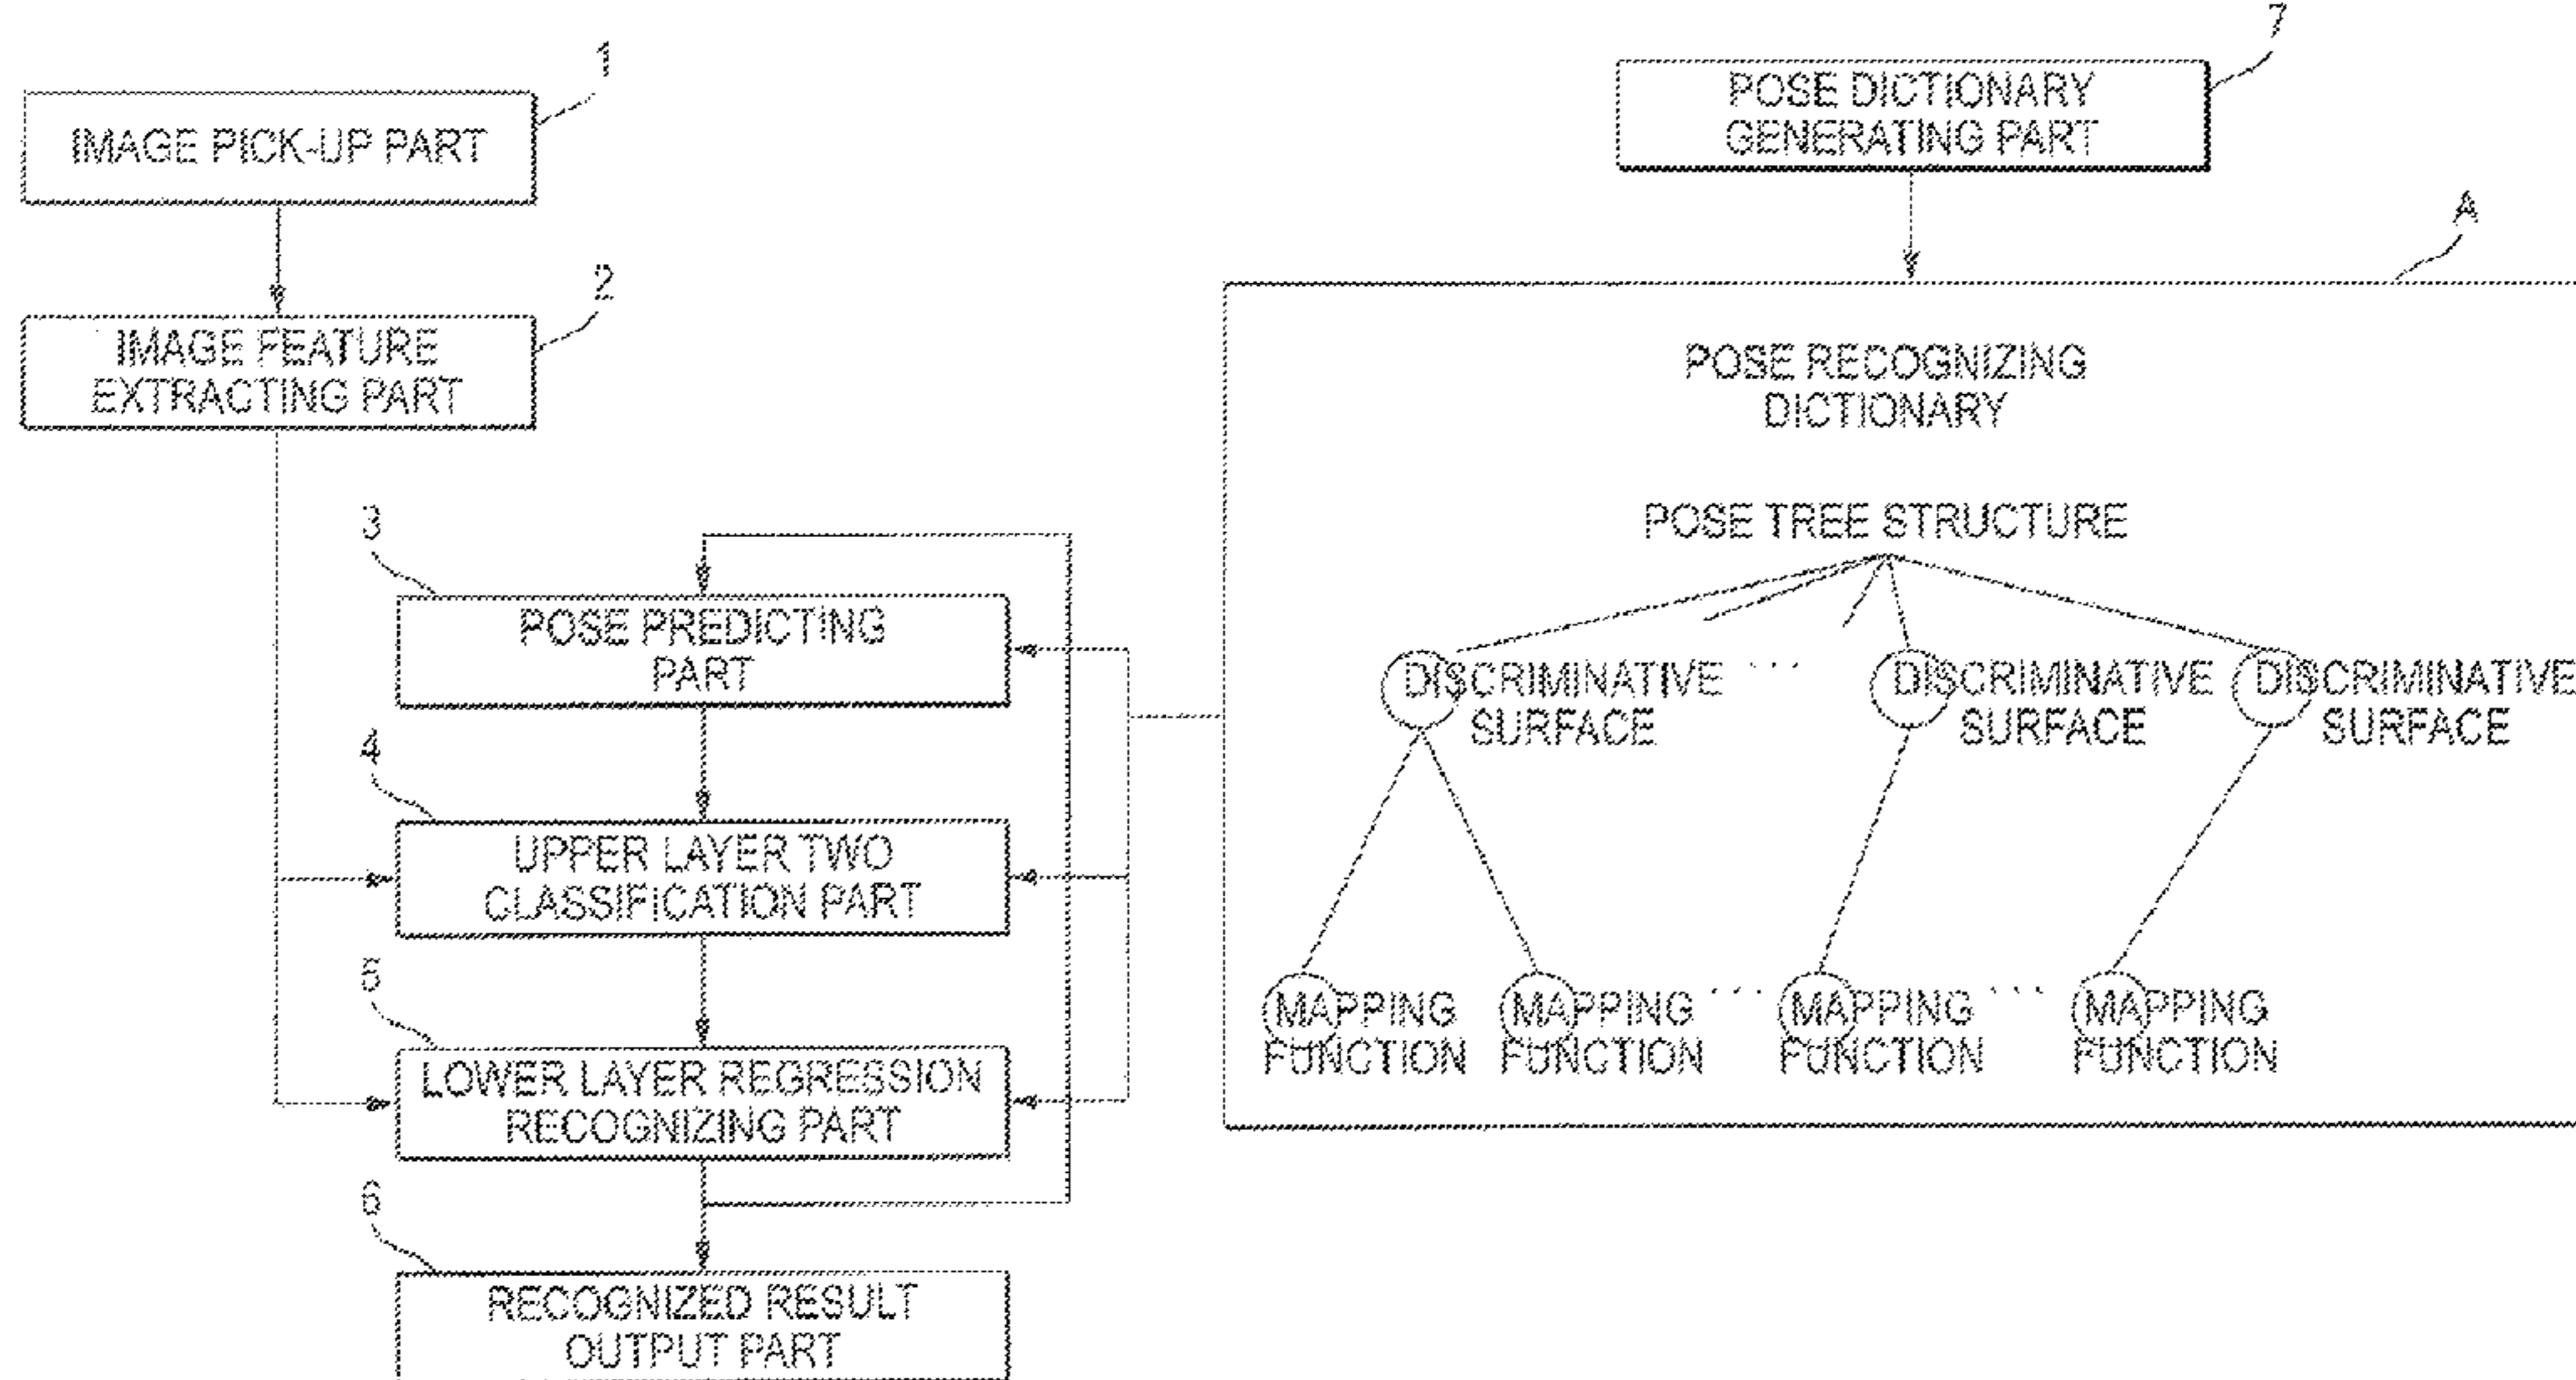 1
IMAGE PICK-UP PART
2
IMAGE FEATURE
EXTRACTING PART
3
POSE PREDICTING
PART
4
UPPER LAYER TWO
CLASSIFICATION PART
5
LOWER LAYER REGRESSION
RECOGNIZING PART
6
RECOGNIZED RESULT
OUTPUT PART
7
POSE DICTIONARY
GENERATING PART
A
POSE RECOGNIZING
DICTIONARY
POSE TREE STRUCTURE
DISCRIMINATIVE
SURFACE
...
DISCRIMINATIVE
SURFACE
DISCRIMINATIVE
SURFACE
MAPPING
FUNCTION
MAPPING
FUNCTION
...
MAPPING
FUNCTION
...
MAPPING
FUNCTION